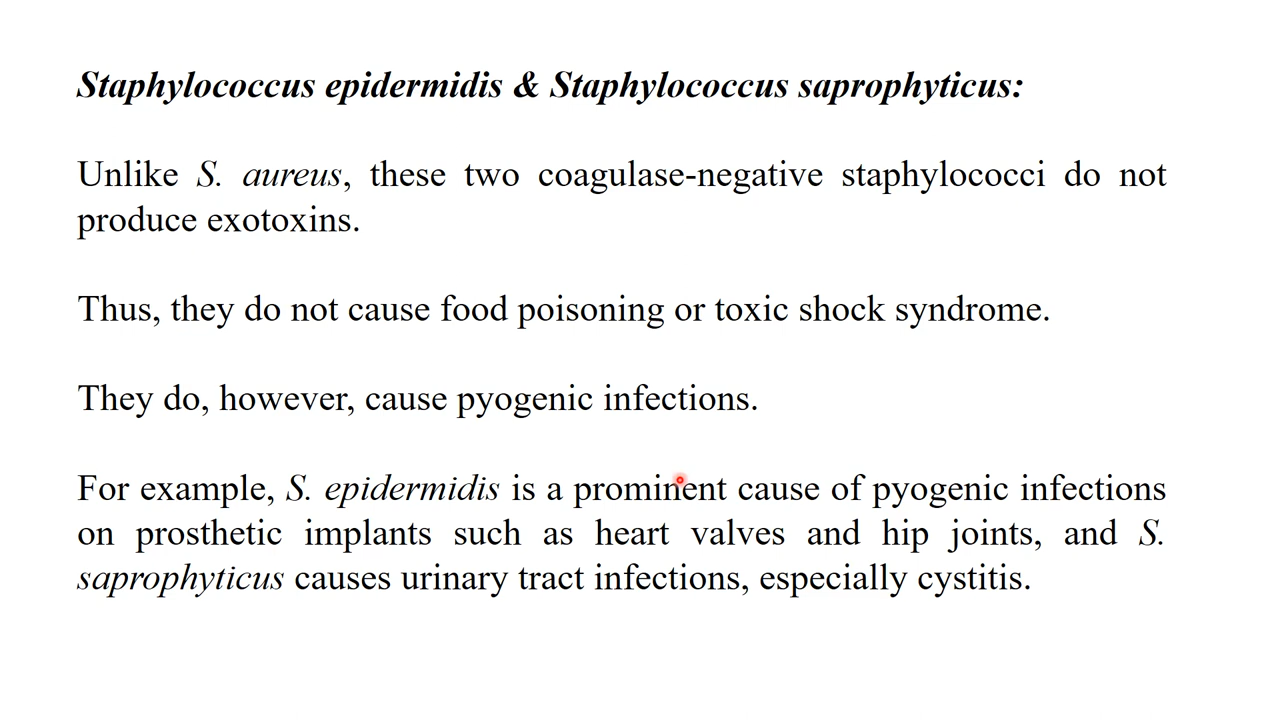 Staphylococcus epidermidis & Staphylococcus saprophyticus:
Unlike S. aureus, these two coagulase-negative staphylococci do not
produce exotoxins.
Thus, they do not cause food poisoning or toxic shock syndrome.
They do, however, cause pyogenic infections.
For example, S. epidermidis is a prominent cause of pyogenic infections
on prosthetic implants such as heart valves and hip joints, and S.
saprophyticus causes urinary tract infections, especially cystitis.